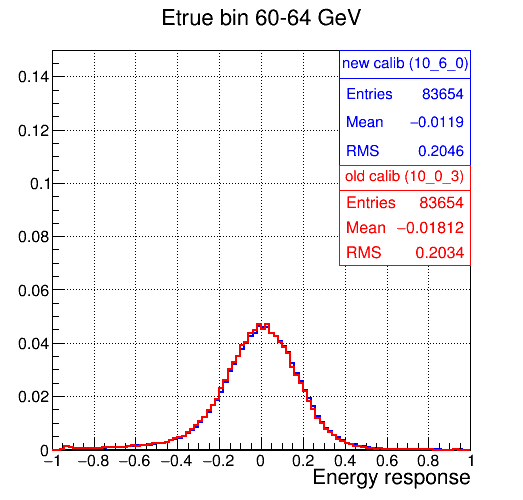 Etrue bin 60-64 GeV
new calib (10_6_0)
Entries 83654
Mean −0.0119
RMS 0.2046
old calib (10_0_3)
Entries 83654
Mean −0.01812
RMS 0.2034
0.14
0.12
0.1
0.08
0.06
0.04
0.02
0
−1 −0.8 −0.6 −0.4 −0.2 0 0.2 0.4 0.6 0.8 1
Energy response